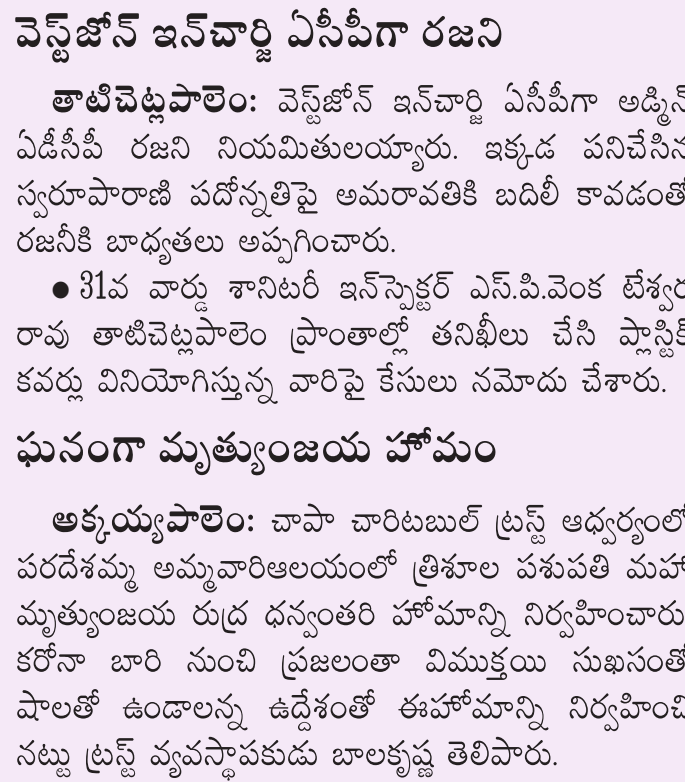 వెస్ట్‌జోన్ ఇన్‌చార్జి ఏసీపీగా రజని
తాటిచెట్లపాలెం: వెస్ట్‌జోన్ ఇన్‌చార్జి ఏసీపీగా అడ్మిన్
ఏడీసీపీ రజని నియమితులయ్యారు. ఇక్కడ పనిచేసిన
స్వరూపారాణి పదోన్నతిపై అమరావతికి బదిలీ కావడంతో
రజనీకి బాధ్యతలు అప్పగించారు.
● 31వ వార్డు శానిటరీ ఇన్‌స్పెక్టర్ ఎస్.పి.వెంక టేశ్వర
రావు తాటిచెట్లపాలెం ప్రాంతాల్లో తనిఖీలు చేసి ప్లాస్టిక్
కవర్లు వినియోగిస్తున్న వారిపై కేసులు నమోదు చేశారు.
ఘనంగా మృత్యుంజయ హోమం
అక్కయ్యపాలెం: చాపా చారిటబుల్ ట్రస్ట్ ఆధ్వర్యంలో
పరదేశమ్మ అమ్మవారిఆలయంలో త్రిశూల పశుపతి మహా
మృత్యుంజయ రుద్ర ధన్వంతరి హోమాన్ని నిర్వహించారు
కరోనా బారి నుంచి ప్రజలంతా విముక్తయి సుఖసంతో
షాలతో ఉండాలన్న ఉద్దేశంతో ఈహోమాన్ని నిర్వహించి
నట్టు ట్రస్ట్ వ్యవస్థాపకుడు బాలకృష్ణ తెలిపారు.